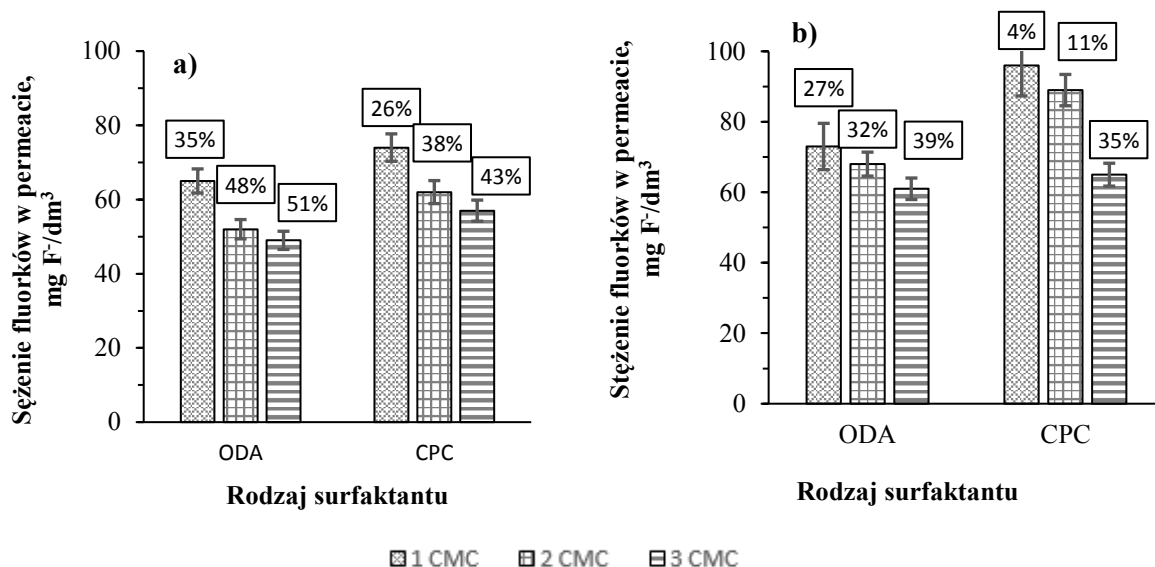 a)
Sężenie fluorków w permeacie,
mg F⁻/dm³
100
80
60
40
20
0
35%
48%
51%
26%
38%
43%
ODA
CPC
Rodzaj surfaktantu
b)
Stężenie fluorków w permeacie,
mg F⁻/dm³
100
80
60
40
20
0
27%
32%
39%
4%
11%
35%
ODA
CPC
Rodzaj surfaktantu
1 CMC
2 CMC
3 CMC